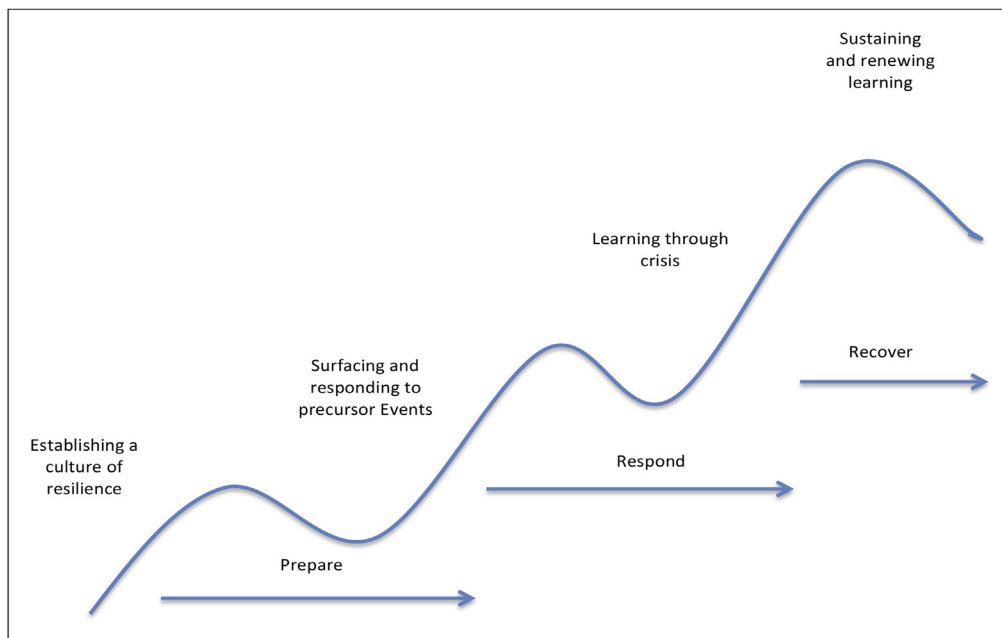 Sustaining
and renewing
learning
Learning through
crisis
Recover
Surfacing and
responding to
precursor Events
Establishing a
culture of
resilience
Respond
Prepare